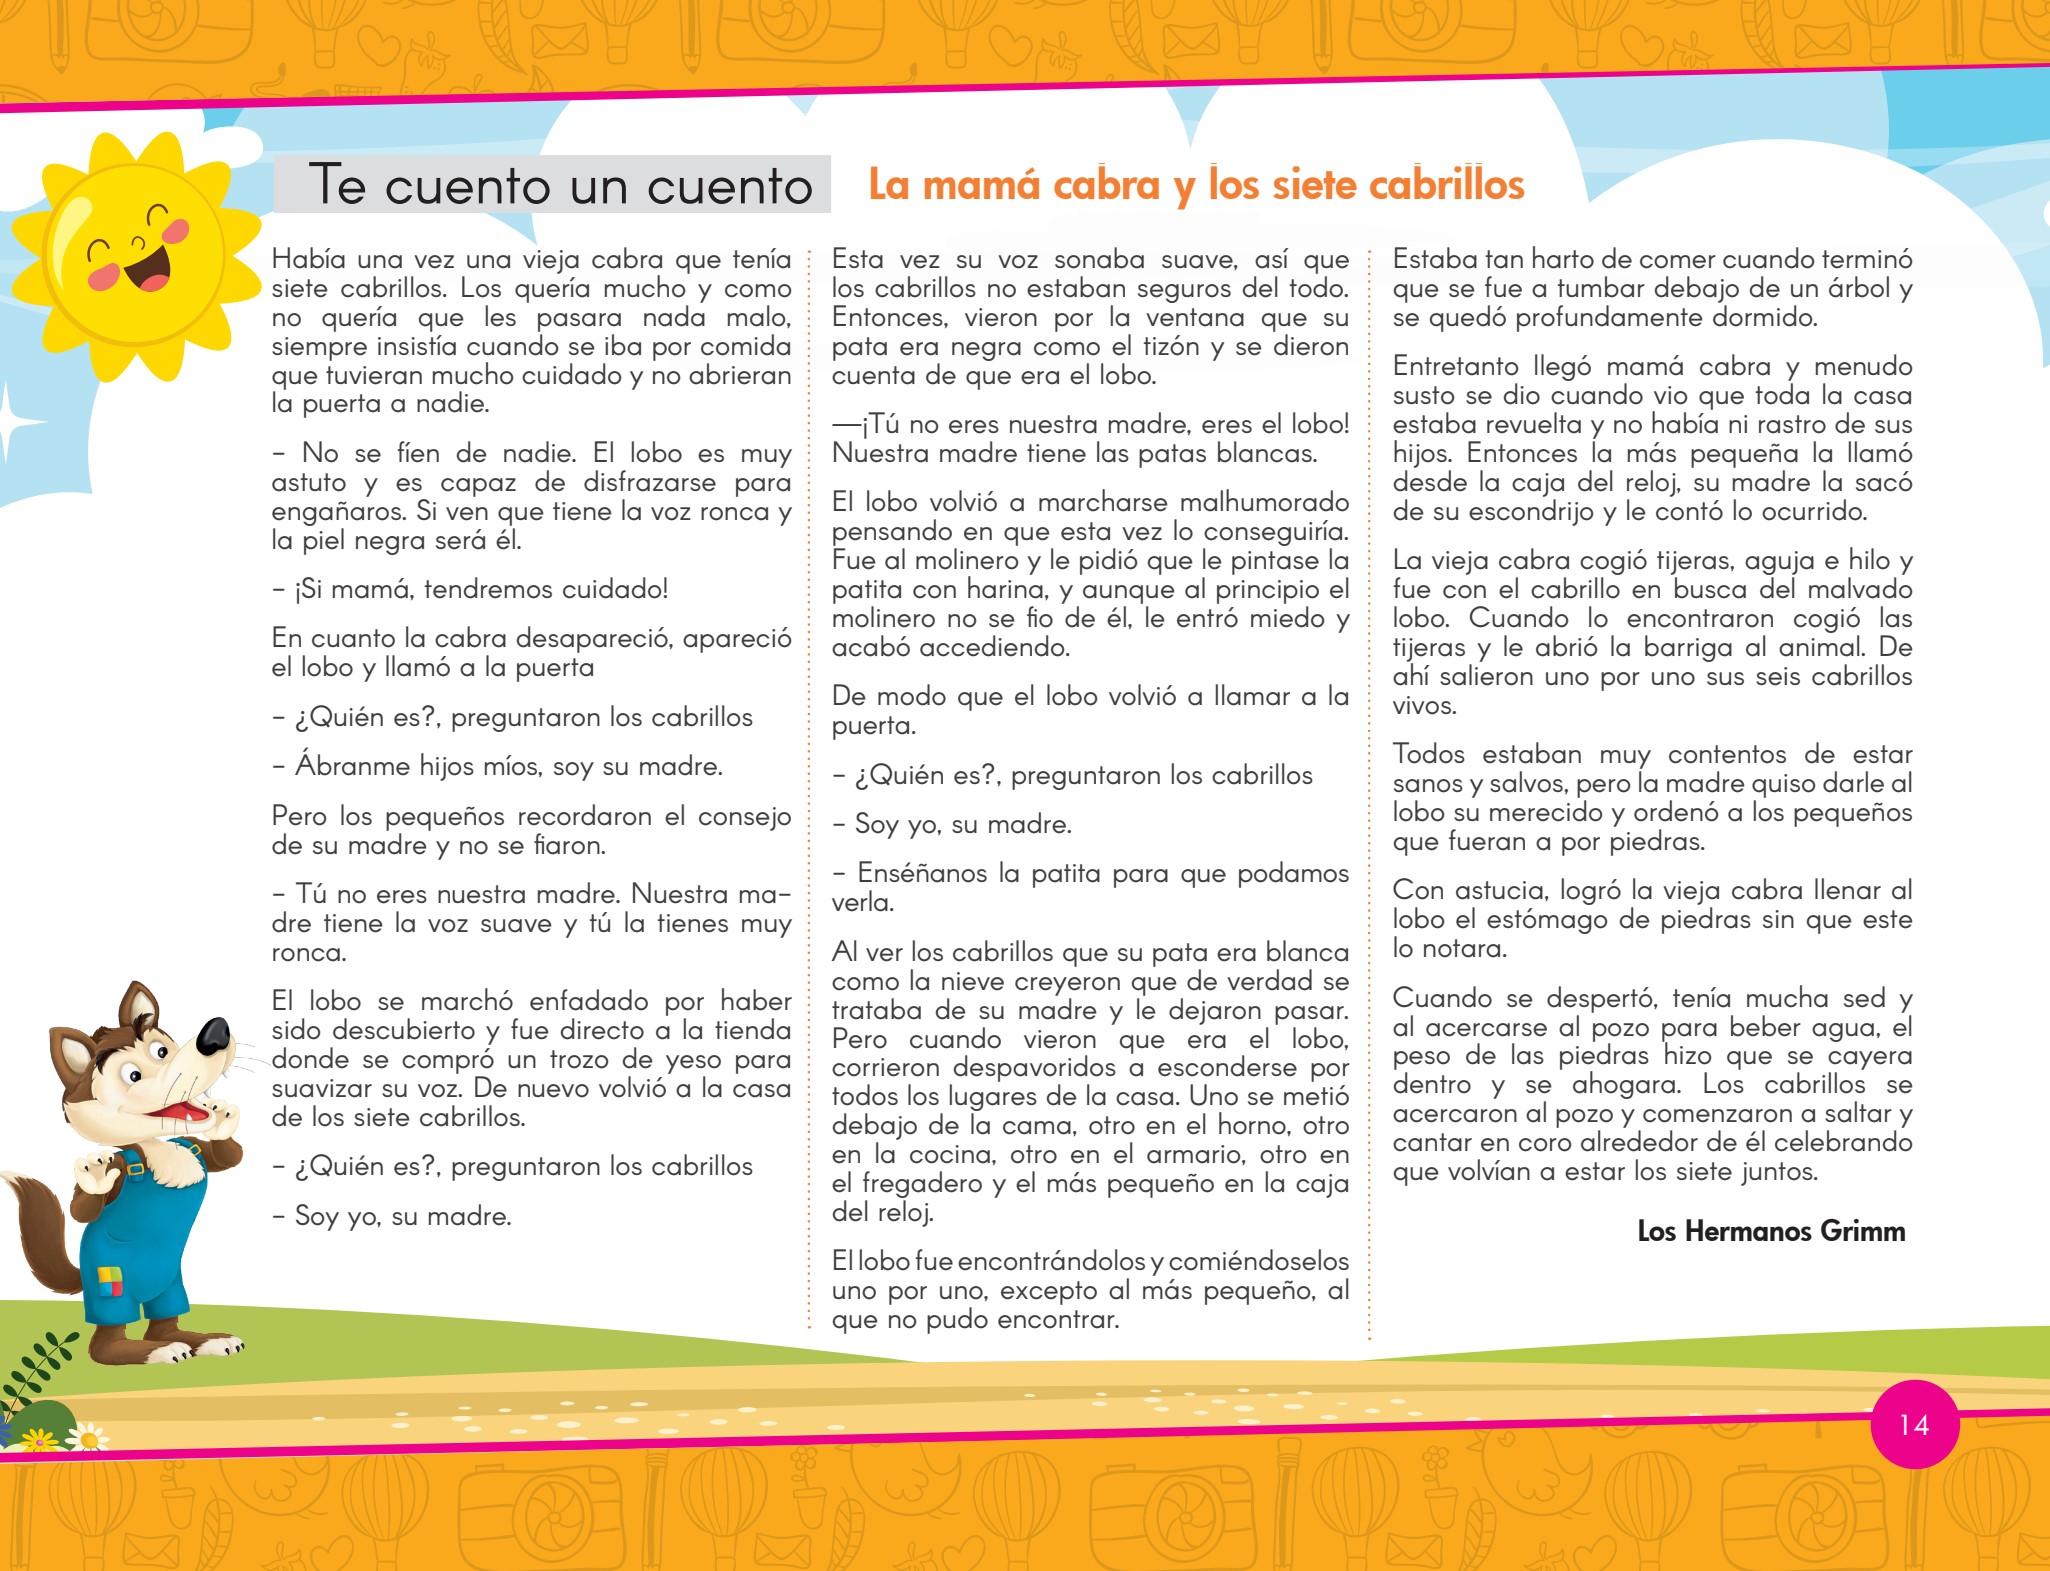 Te cuento un cuento
La mamá cabra y los siete cabrillos
Había una vez una vieja cabra que tenía
siete cabrillos. Los quería mucho y como
no quería que les pasara nada malo,
siempre insistía cuando se iba por comida
que tuvieran mucho cuidado y no abrieran
la puerta a nadie.
– No se fíen de nadie. El lobo es muy
astuto y es capaz de disfrazarse para
engañaros. Si ven que tiene la voz ronca y
la piel negra será él.
– ¡Si mamá, tendremos cuidado!
En cuanto la cabra desapareció, apareció
el lobo y llamó a la puerta
– ¿Quién es?, preguntaron los cabrillos
– Ábranme hijos míos, soy su madre.
Pero los pequeños recordaron el consejo
de su madre y no se fiaron.
– Tú no eres nuestra madre. Nuestra ma-
dre tiene la voz suave y tú la tienes muy
ronca.
El lobo se marchó enfadado por haber
sido descubierto y fue directo a la tienda
donde se compró un trozo de yeso para
suavizar su voz. De nuevo volvió a la casa
de los siete cabrillos.
– ¿Quién es?, preguntaron los cabrillos
– Soy yo, su madre.
Esta vez su voz sonaba suave, así que
los cabrillos no estaban seguros del todo.
Entonces, vieron por la ventana que su
pata era negra como el tizón y se dieron
cuenta de que era el lobo.
—¡Tú no eres nuestra madre, eres el lobo!
Nuestra madre tiene las patas blancas.
El lobo volvió a marcharse malhumorado
pensando en que esta vez lo conseguiría.
Fue al molinero y le pidió que le pintase la
patita con harina, y aunque al principio el
molinero no se fio de él, le entró miedo y
acabó accediendo.
De modo que el lobo volvió a llamar a la
puerta.
– ¿Quién es?, preguntaron los cabrillos
– Soy yo, su madre.
– Enséñanos la patita para que podamos
verla.
Al ver los cabrillos que su pata era blanca
como la nieve creyeron que de verdad se
trataba de su madre y le dejaron pasar.
Pero cuando vieron que era el lobo,
corrieron despavoridos a esconderse por
todos los lugares de la casa. Uno se metió
debajo de la cama, otro en el horno, otro
en la cocina, otro en el armario, otro en
el fregadero y el más pequeño en la caja
del reloj.
El lobo fue encontrándolos y comiéndoselos
uno por uno, excepto al más pequeño, al
que no pudo encontrar.
Estaba tan harto de comer cuando terminó
que se fue a tumbar debajo de un árbol y
se quedó profundamente dormido.
Entretanto llegó mamá cabra y menudo
susto se dio cuando vio que toda la casa
estaba revuelta y no había ni rastro de sus
hijos. Entonces la más pequeña la llamó
desde la caja del reloj, su madre la sacó
de su escondrijo y le contó lo ocurrido.
La vieja cabra cogió tijeras, aguja e hilo y
fue con el cabrillo en busca del malvado
lobo. Cuando lo encontraron cogió las
tijeras y le abrió la barriga al animal. De
ahí salieron uno por uno sus seis cabrillos
vivos.
Todos estaban muy contentos de estar
sanos y salvos, pero la madre quiso darle al
lobo su merecido y ordenó a los pequeños
que fueran a por piedras.
Con astucia, logró la vieja cabra llenar al
lobo el estómago de piedras sin que este
lo notara.
Cuando se despertó, tenía mucha sed y
al acercarse al pozo para beber agua, el
peso de las piedras hizo que se cayera
dentro y se ahogara. Los cabrillos se
acercaron al pozo y comenzaron a saltar y
cantar en coro alrededor de él celebrando
que volvían a estar los siete juntos.
Los Hermanos Grimm
14